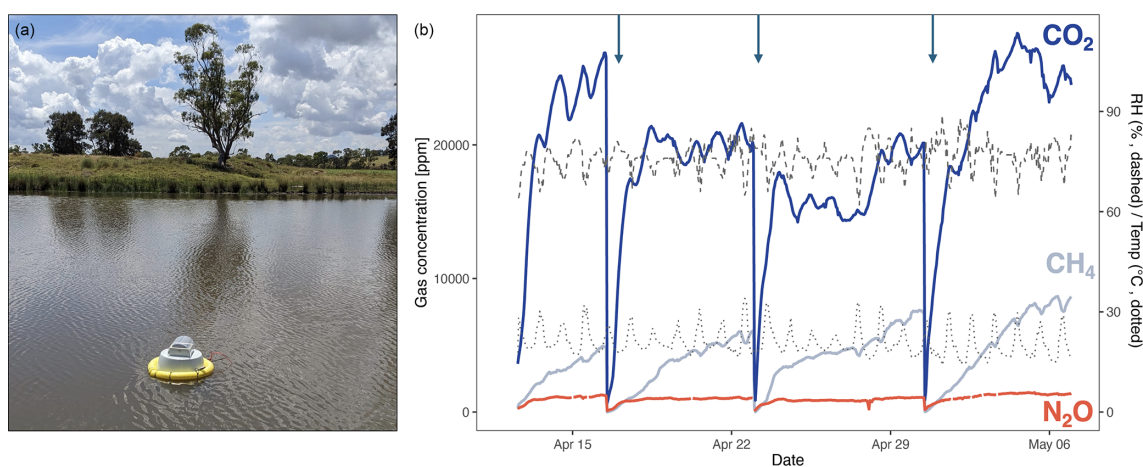 (a)
(b)
CO₂
CH₄
N₂O
Gas concentration [ppm]
20000
10000
0
90
60
30
0
RH (%, dashed) / Temp (°C, dotted)
Apr 15
Apr 22
Apr 29
May 06
Date